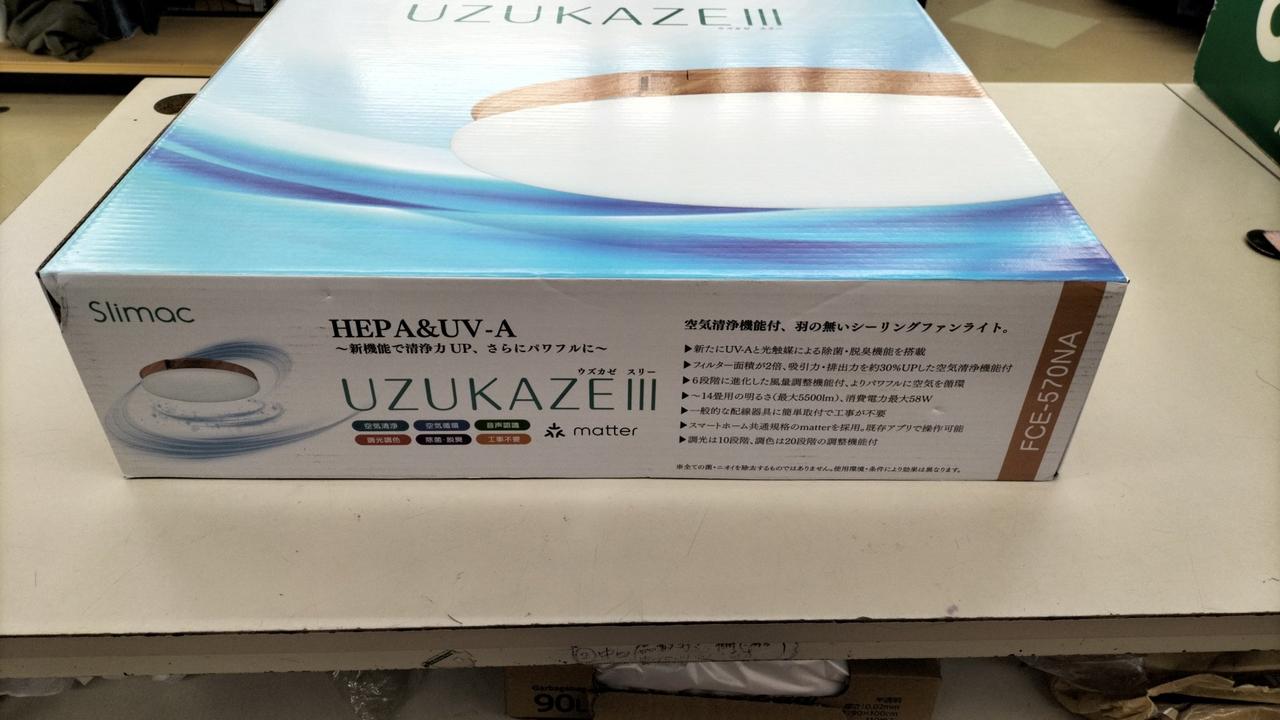 UZUKAZE III
Slimac
HEPA&UV-A
～新機能で清浄力UP、さらにパワフルに～
ウズカゼ スリー
UZUKAZE III
空気清浄 空気循環 音声認識
調光調色 除菌・脱臭 工事不要
matter
空気清浄機能付、羽の無いシーリングファンライト。
▶新たにUV-Aと光触媒による除菌・脱臭機能を搭載
▶フィルター面積が2倍、吸引力・排出力を約30%UPした空気清浄機能付
▶6段階に進化した風量調整機能付、よりパワフルに空気を循環
▶～14畳用の明るさ(最大5500lm)、消費電力最大58W
▶一般的な配線器具に簡単取付で工事が不要
▶スマートホーム共通規格のmatterを採用。既存アプリで操作可能
▶調光は10段階、調色は20段階の調整機能付
※全ての菌・ニオイを除去するものではありません。使用環境・条件により効果は異なります。
FCE-570NA
90L
半透明